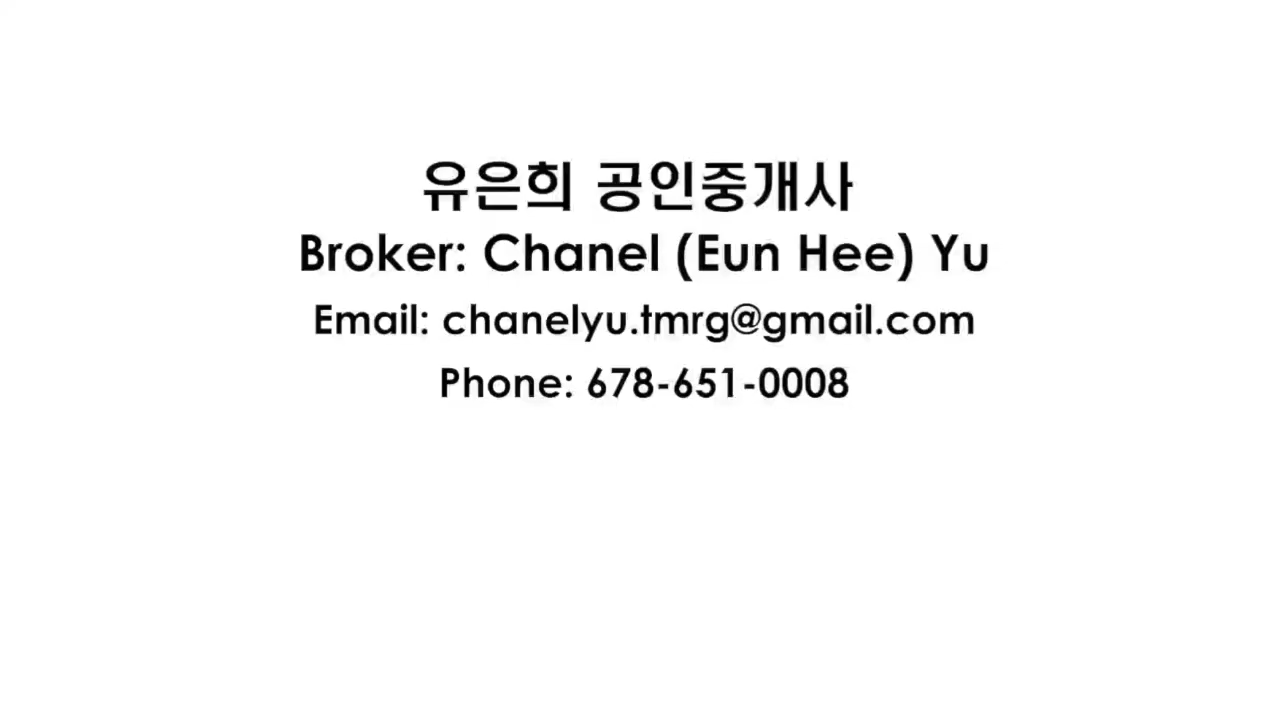 유은희 공인중개사
Broker: Chanel (Eun Hee) Yu
Email: chanelyu.tmrg@gmail.com
Phone: 678-651-0008